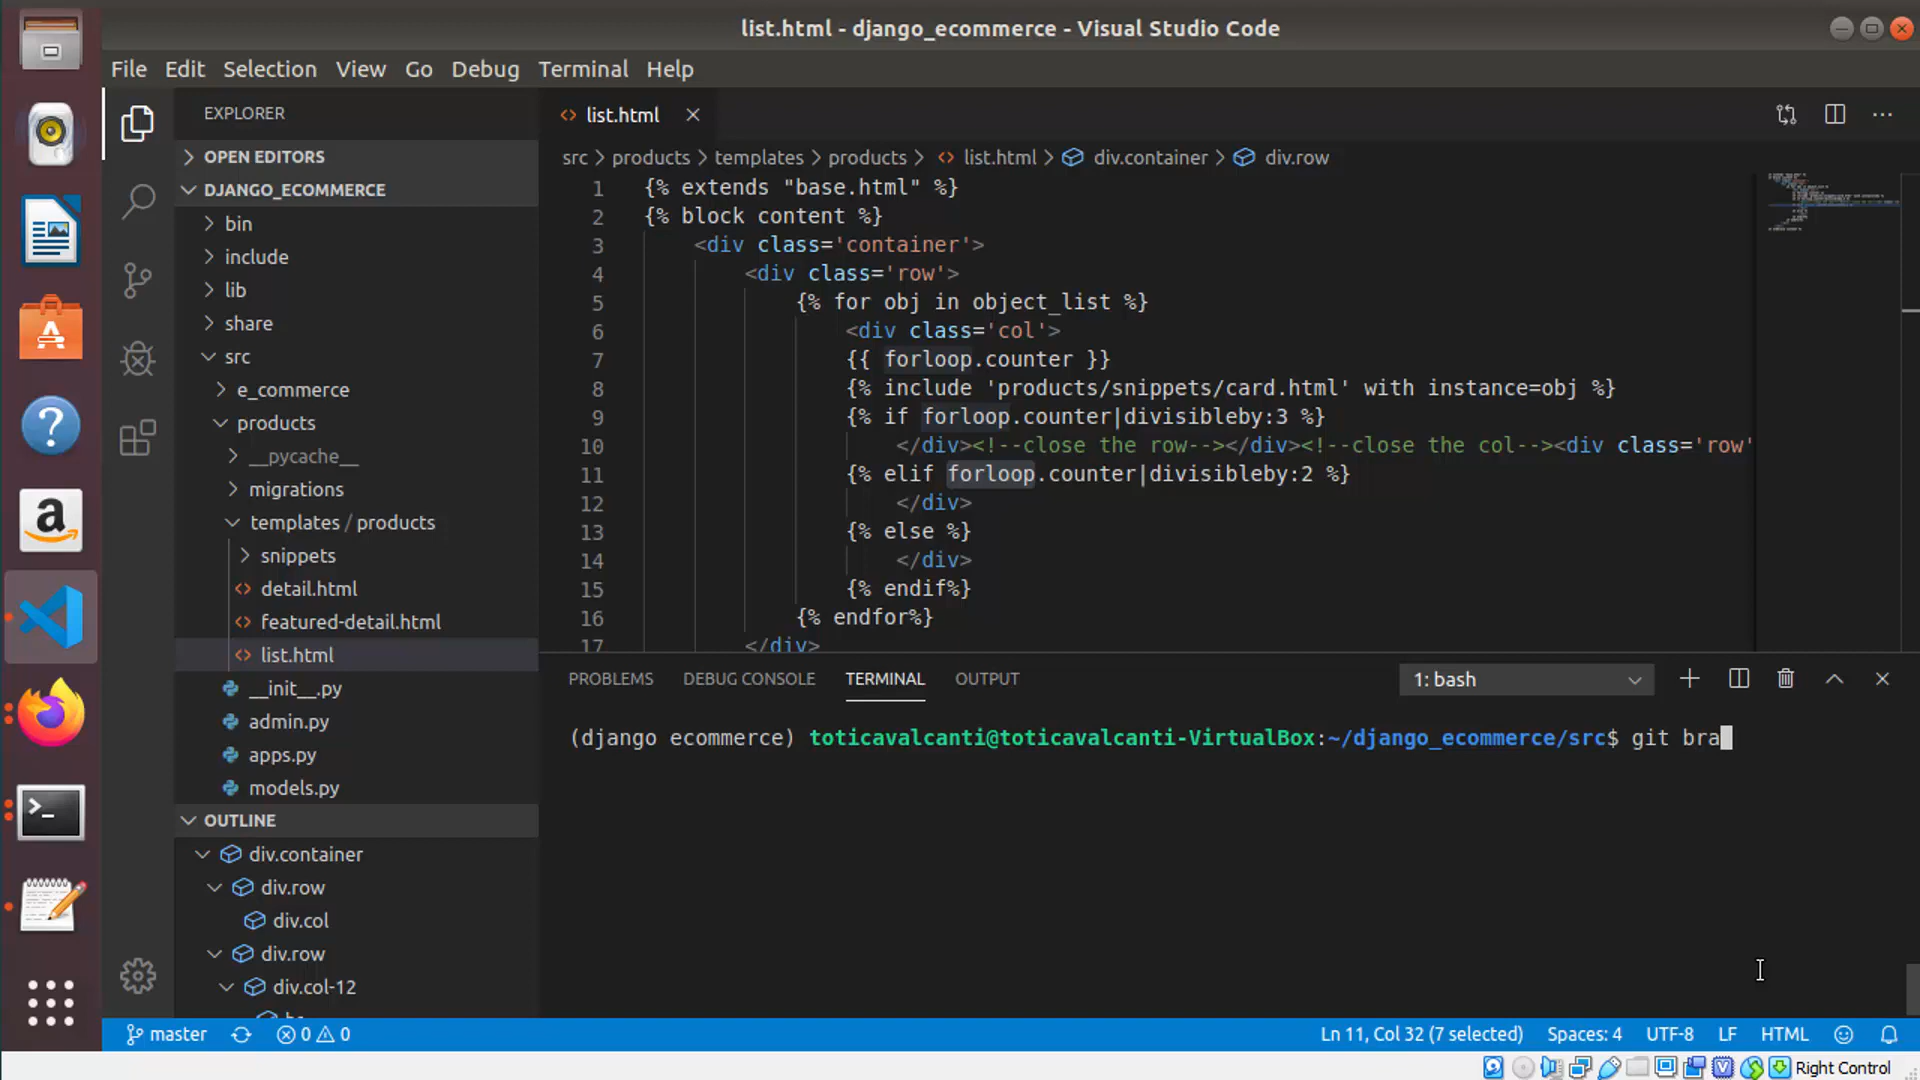 list.html - django_ecommerce - Visual Studio Code
File Edit Selection View Go Debug Terminal Help
EXPLORER
OPEN EDITORS
DJANGO_ECOMMERCE
bin
include
lib
share
src
e_commerce
products
__pycache__
migrations
templates / products
snippets
detail.html
featured-detail.html
list.html
__init__.py
admin.py
apps.py
models.py
OUTLINE
div.container
div.row
div.col
div.row
div.col-12
list.html
src > products > templates > products > list.html > div.container > div.row
1 {% extends "base.html" %}
2 {% block content %}
3 <div class='container'>
4 <div class='row'>
5 {% for obj in object_list %}
6 <div class='col'>
7 {{ forloop.counter }}
8 {% include 'products/snippets/card.html' with instance=obj %}
9 {% if forloop.counter|divisibleby:3 %}
10 </div><!--close the row--></div><!--close the col--><div class='row'
11 {% elif forloop.counter|divisibleby:2 %}
12 </div>
13 {% else %}
14 </div>
15 {% endif%}
16 {% endfor%}
17 </div>
PROBLEMS DEBUG CONSOLE TERMINAL OUTPUT 1: bash
(django ecommerce) toticavalcanti@toticavalcanti-VirtualBox:~/django_ecommerce/src$ git bra
master 0 0 Ln 11, Col 32 (7 selected) Spaces: 4 UTF-8 LF HTML
Right Control